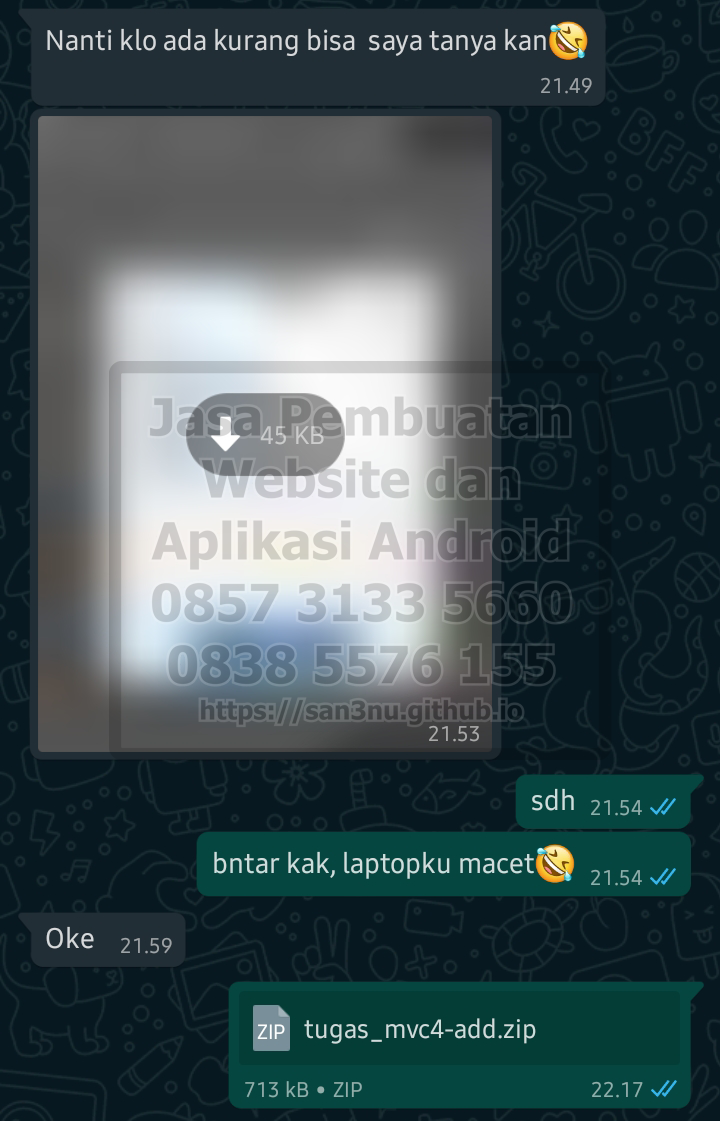 Nanti klo ada kurang bisa saya tanya kan🤣
21.49
45 KB
Jasa Pembuatan
Website dan
Aplikasi Android
0857 3133 5660
0838 5576 155
https://san3nu.github.io
21.53
sdh 21.54
bntar kak, laptopku macet🤣 21.54
Oke 21.59
ZIP tugas_mvc4-add.zip
713 kB • ZIP 22.17
BFF